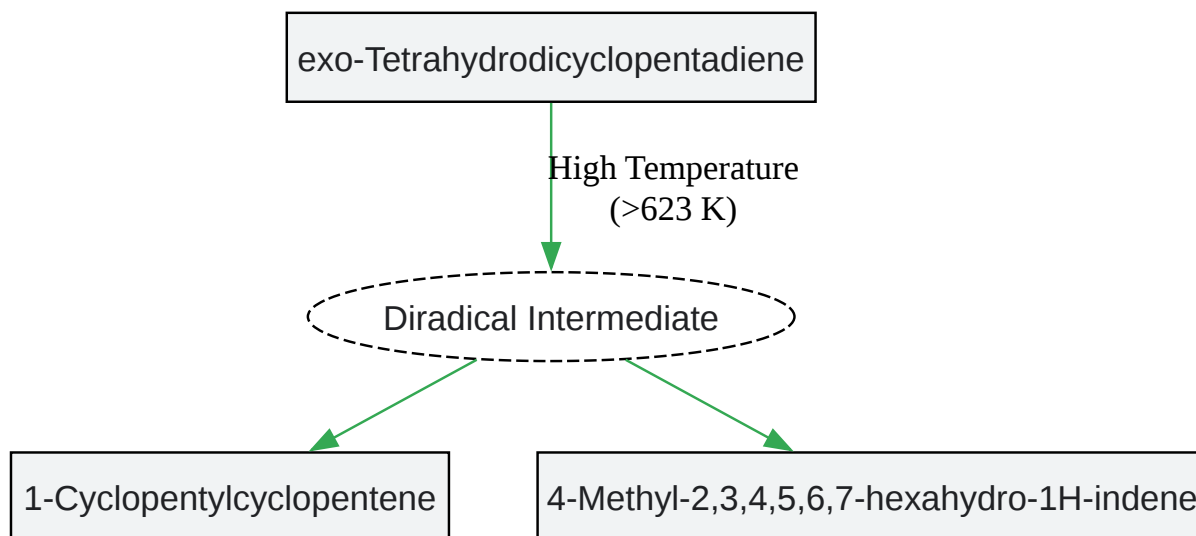 exo-Tetrahydrodicyclopentadiene
High Temperature
(>623 K)
Diradical Intermediate
1-Cyclopentylcyclopentene
4-Methyl-2,3,4,5,6,7-hexahydro-1H-indene